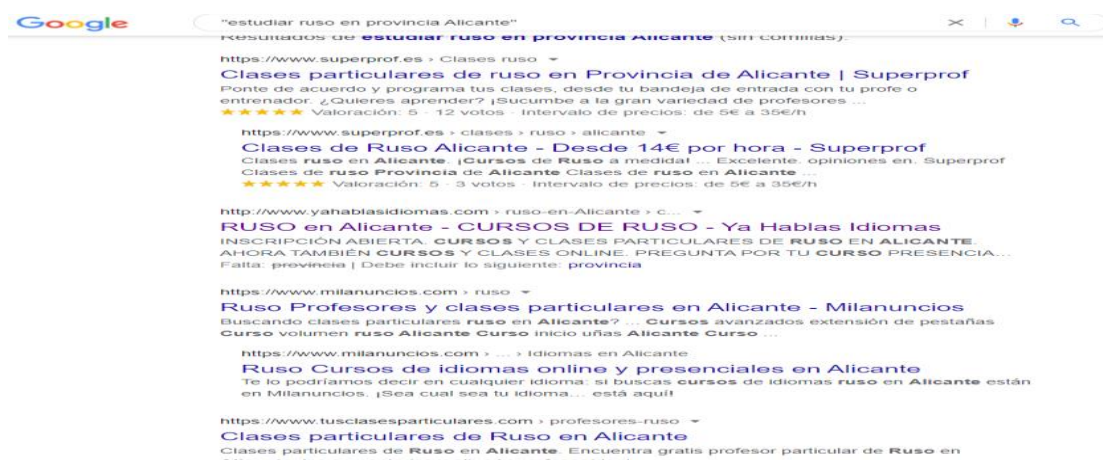 Google
"estudiar ruso en provincia Alicante"
Resultados de estudiar ruso en provincia Alicante (sin comillas).
https://www.superprof.es › Clases ruso
Clases particulares de ruso en Provincia de Alicante | Superprof
Ponte de acuerdo y programa tus clases, desde tu bandeja de entrada con tu profe o
entrenador. ¿Quieres aprender? ¡Sucumbe a la gran variedad de profesores ...
★★★★★ Valoración: 5 · 12 votos · Intervalo de precios: de 5€ a 35€/h
https://www.superprof.es › clases › ruso › alicante
Clases de Ruso Alicante - Desde 14€ por hora - Superprof
Clases ruso en Alicante. ¡Cursos de Ruso a medida! ... Excelente. opiniones en. Superprof
Clases de ruso Provincia de Alicante Clases de ruso en Alicante ...
★★★★★ Valoración: 5 · 3 votos · Intervalo de precios: de 5€ a 35€/h
http://www.yahablasidiomas.com › ruso-en-Alicante › c...
RUSO en Alicante - CURSOS DE RUSO - Ya Hablas Idiomas
INSCRIPCIÓN ABIERTA. CURSOS Y CLASES PARTICULARES DE RUSO EN ALICANTE.
AHORA TAMBIÉN CURSOS Y CLASES ONLINE. PREGUNTA POR TU CURSO PRESENCIA...
Falta: provincia | Debe incluir lo siguiente: provincia
https://www.milanuncios.com › ruso
Ruso Profesores y clases particulares en Alicante - Milanuncios
Buscando clases particulares ruso en Alicante? ... Cursos avanzados extensión de pestañas
Curso volumen ruso Alicante Curso inicio uñas Alicante Curso ...
https://www.milanuncios.com › ... › Idiomas en Alicante
Ruso Cursos de idiomas online y presenciales en Alicante
Te lo podríamos decir en cualquier idioma: si buscas cursos de idiomas ruso en Alicante están
en Milanuncios. ¡Sea cual sea tu idioma... está aquí!
https://www.tusclasesparticulares.com › profesores-ruso
Clases particulares de Ruso en Alicante
Clases particulares de Ruso en Alicante. Encuentra gratis profesor particular de Ruso en